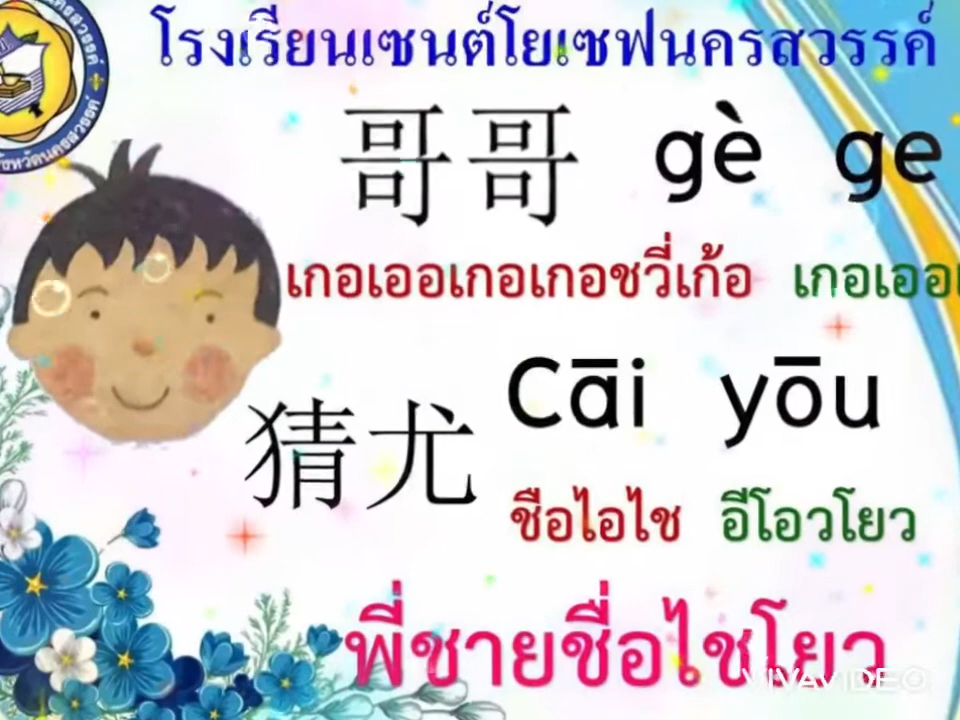 โรงเรียนเซนต์โยเซฟนครสวรรค์
哥哥 gè ge
เกอเออเกอเกอชวี่เก้อ เกอเออเ
猜尤 Cāi yōu
ชือไอไช อีโอวโยว
พี่ชายชื่อไชโยว
VIVAVIDEO